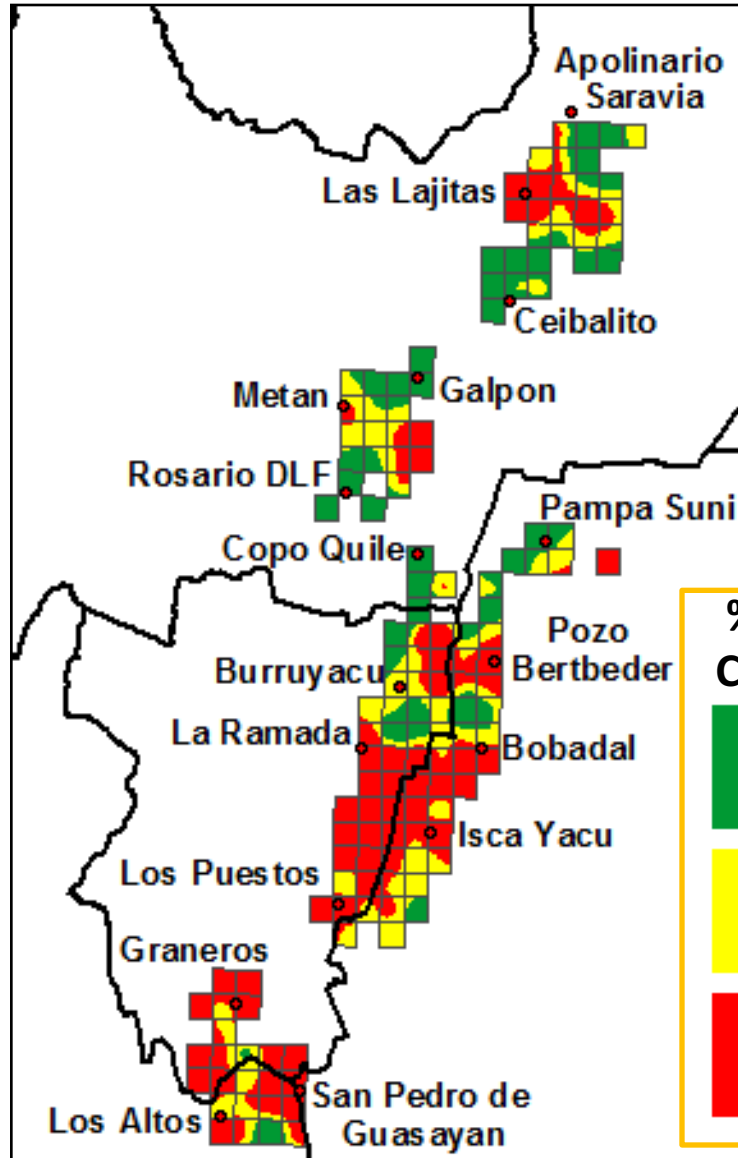 Apolinario
Saravia
Las Lajitas
Ceibalito
Metan
Galpon
Rosario DLF
Pampa Suni
Copo Quile
%
C
Pozo
Bertbeder
Burruyacu
La Ramada
Bobadal
Isca Yacu
Los Puestos
Graneros
San Pedro de
Guasayan
Los Altos